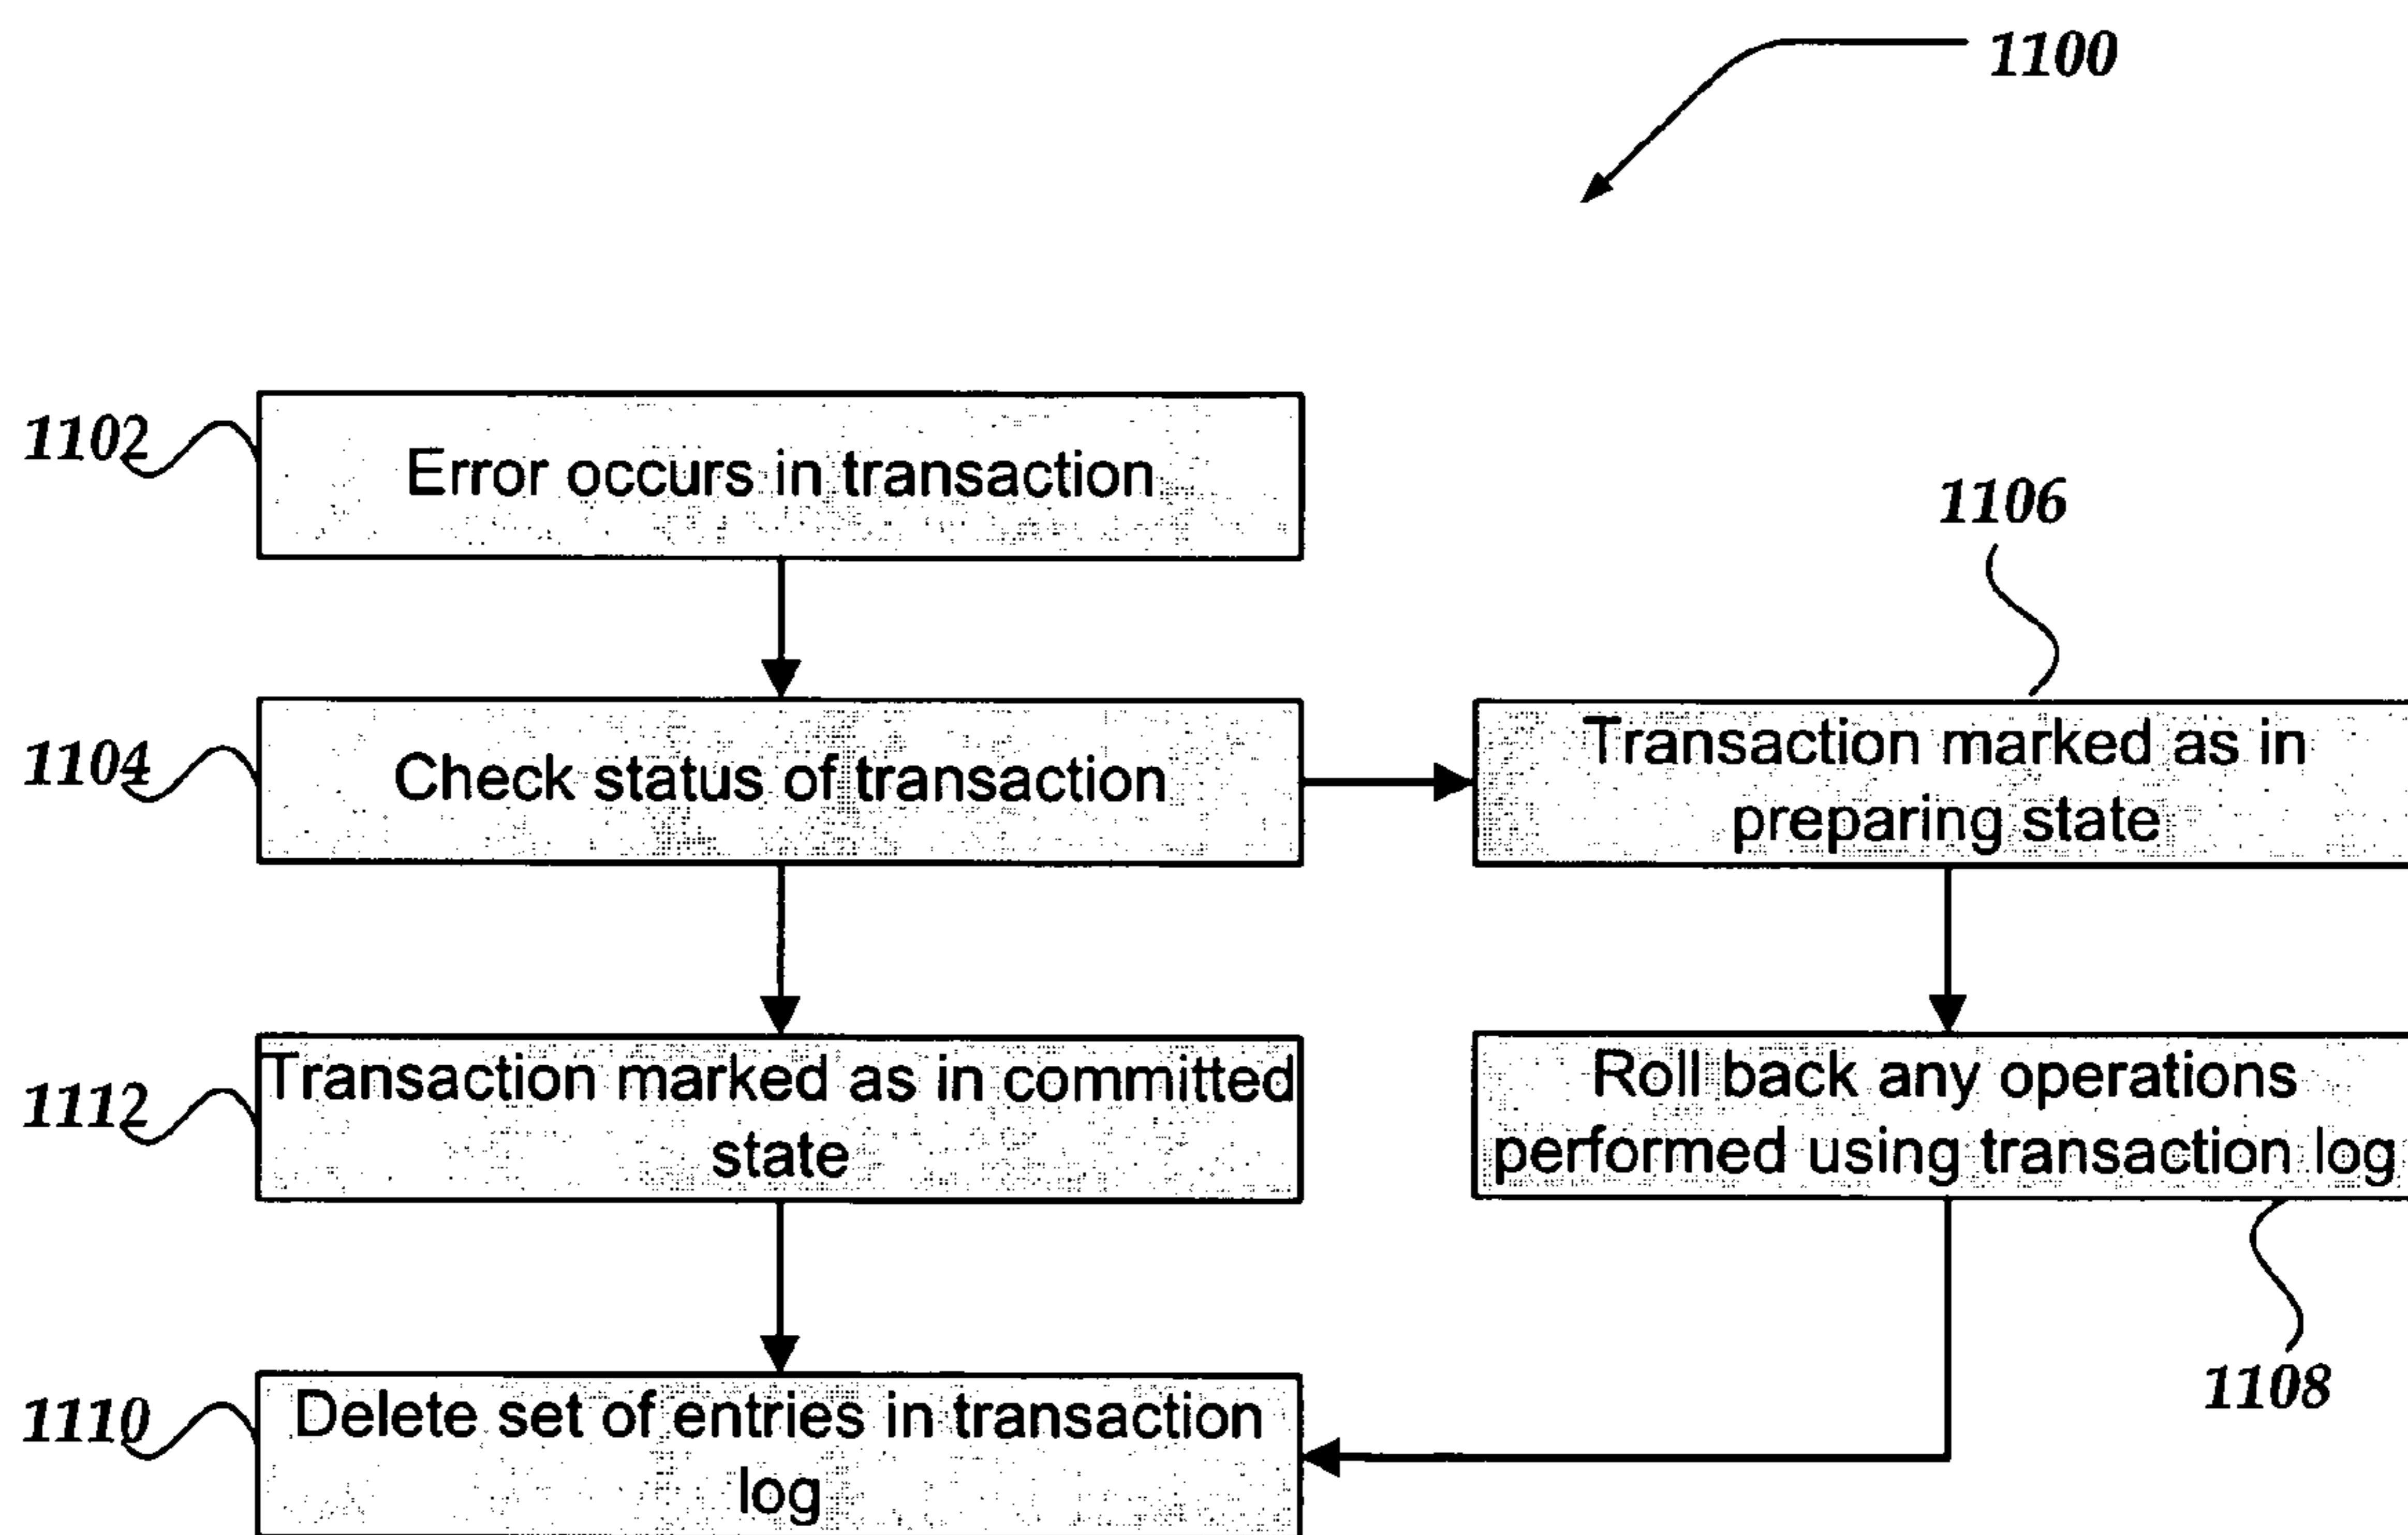 1100
1102
Error occurs in transaction
1106
1104
Check status of transaction
Transaction marked as in
preparing state
1112
Transaction marked as in committed
state
Roll back any operations
performed using transaction log
1108
1110
Delete set of entries in transaction
log